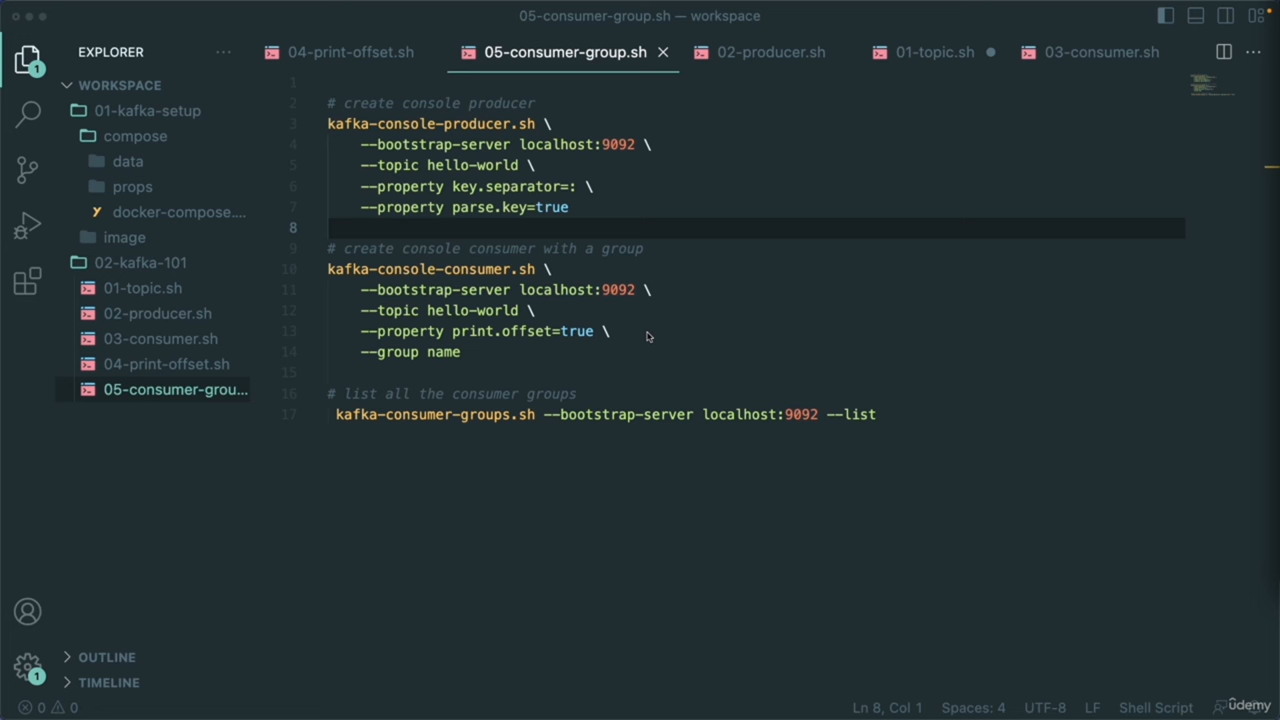 05-consumer-group.sh — workspace
EXPLORER
04-print-offset.sh
05-consumer-group.sh
02-producer.sh
01-topic.sh
03-consumer.sh
WORKSPACE
01-kafka-setup
compose
data
props
docker-compose....
image
02-kafka-101
01-topic.sh
02-producer.sh
03-consumer.sh
04-print-offset.sh
05-consumer-grou...
1
2 # create console producer
3 kafka-console-producer.sh \
4 --bootstrap-server localhost:9092 \
5 --topic hello-world \
6 --property key.separator=: \
7 --property parse.key=true
8
9 # create console consumer with a group
10 kafka-console-consumer.sh \
11 --bootstrap-server localhost:9092 \
12 --topic hello-world \
13 --property print.offset=true \
14 --group name
15
16 # list all the consumer groups
17 kafka-consumer-groups.sh --bootstrap-server localhost:9092 --list
1
1
OUTLINE
TIMELINE
0 0
Ln 8, Col 1 Spaces: 4 UTF-8 LF Shell Script
udemy